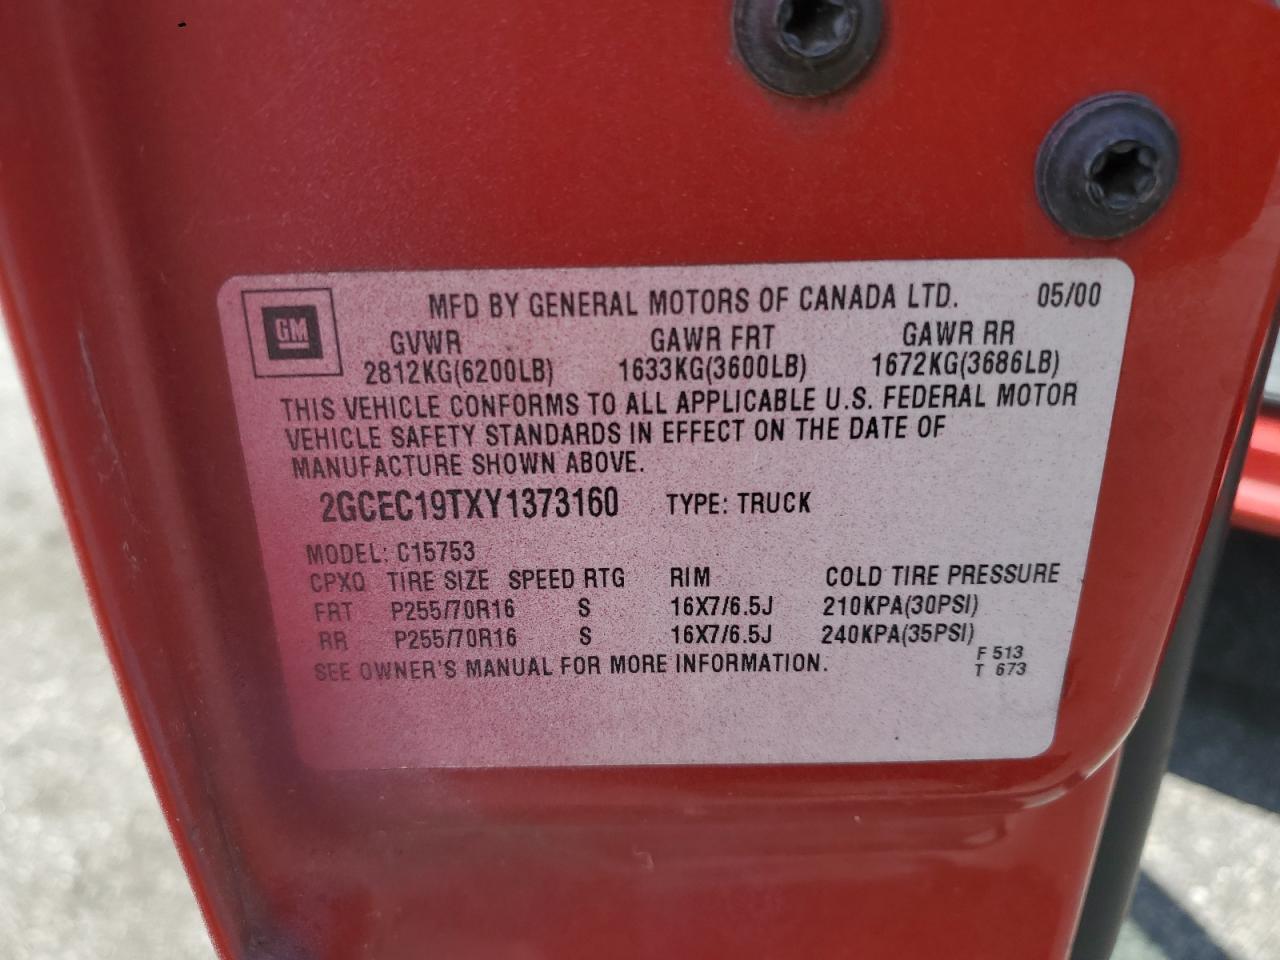 MFD BY GENERAL MOTORS OF CANADA LTD. 05/00
GM
GVWR GAWR FRT GAWR RR
2812KG(6200LB) 1633KG(3600LB) 1672KG(3686LB)
THIS VEHICLE CONFORMS TO ALL APPLICABLE U.S. FEDERAL MOTOR
VEHICLE SAFETY STANDARDS IN EFFECT ON THE DATE OF
MANUFACTURE SHOWN ABOVE.
2GCEC19TXY1373160 TYPE: TRUCK
MODEL: C15753
CPXQ TIRE SIZE SPEED RTG RIM COLD TIRE PRESSURE
FRT P255/70R16 S 16X7/6.5J 210KPA(30PSI)
RR P255/70R16 S 16X7/6.5J 240KPA(35PSI)
SEE OWNER'S MANUAL FOR MORE INFORMATION.
F 513
T 673